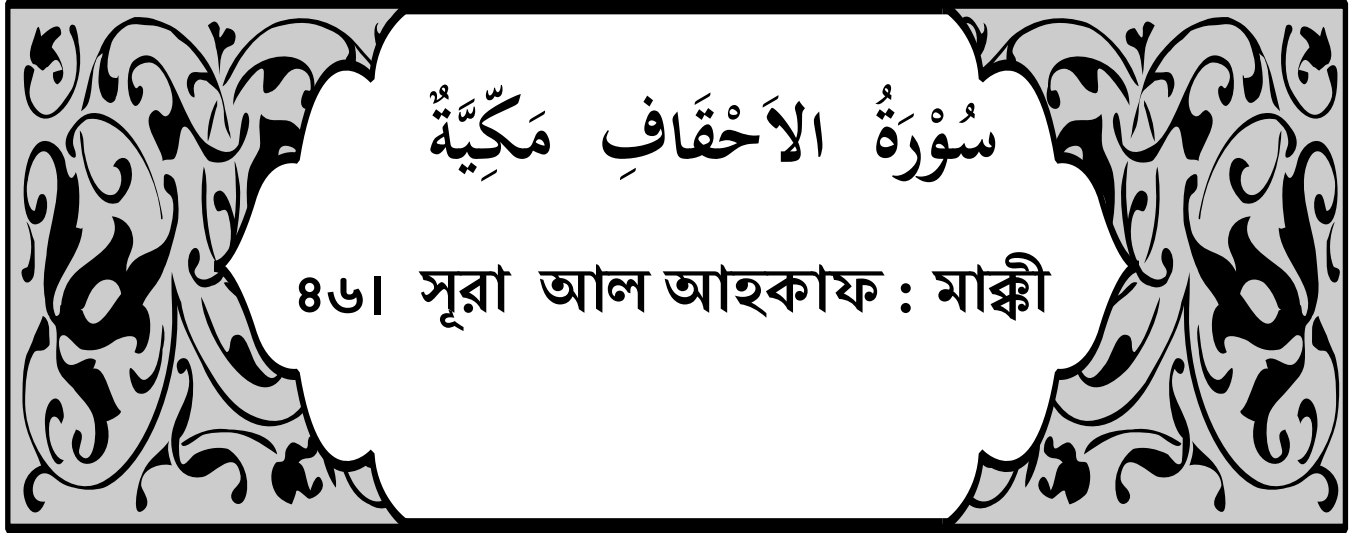 سُوْرَةُ الاَحْقَافِ مَكِّيَّةٌ
৪৬। সূরা আল আহকাফ : মাক্কী